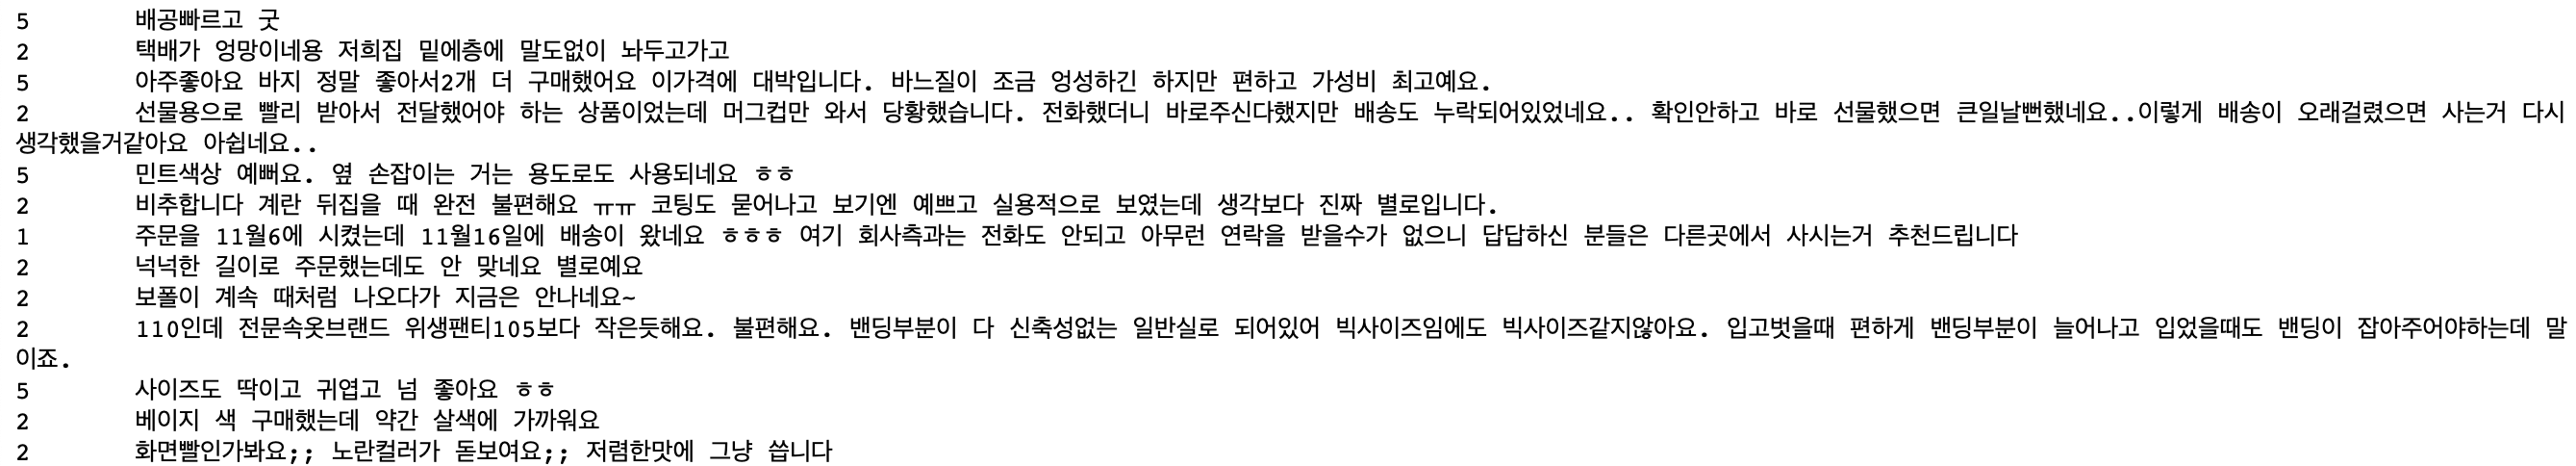 5 배공빠르고 굿
2 택배가 엉망이네용 저희집 밑에층에 말도없이 놔두고가고
5 아주좋아요 바지 정말 좋아서2개 더 구매했어요 이가격에 대박입니다. 바느질이 조금 엉성하긴 하지만 편하고 가성비 최고예요.
2 선물용으로 빨리 받아서 전달했어야 하는 상품이었는데 머그컵만 와서 당황했습니다. 전화했더니 바로주신다했지만 배송도 누락되어있었네요.. 확인안하고 바로 선물했으면 큰일날뻔했네요..이렇게 배송이 오래걸렸으면 사는거 다시
생각했을거같아요 아쉽네요..
5 민트색상 예뻐요. 옆 손잡이는 거는 용도로도 사용되네요 ㅎㅎ
2 비추합니다 계란 뒤집을 때 완전 불편해요 ㅠㅠ 코팅도 묻어나고 보기엔 예쁘고 실용적으로 보였는데 생각보다 진짜 별로입니다.
1 주문을 11월6에 시켰는데 11월16일에 배송이 왔네요 ㅎㅎㅎ 여기 회사측과는 전화도 안되고 아무런 연락을 받을수가 없으니 답답하신 분들은 다른곳에서 사시는거 추천드립니다
2 넉넉한 길이로 주문했는데도 안 맞네요 별로예요
2 보폴이 계속 때처럼 나오다가 지금은 안나네요~
2 110인데 전문속옷브랜드 위생팬티105보다 작은듯해요. 불편해요. 밴딩부분이 다 신축성없는 일반실로 되어있어 빅사이즈임에도 빅사이즈같지않아요. 입고벗을때 편하게 밴딩부분이 늘어나고 입었을때도 밴딩이 잡아주어야하는데 말
이죠.
5 사이즈도 딱이고 귀엽고 넘 좋아요 ㅎㅎ
2 베이지 색 구매했는데 약간 살색에 가까워요
2 화면빨인가봐요;; 노란컬러가 돋보여요;; 저렴한맛에 그냥 씁니다